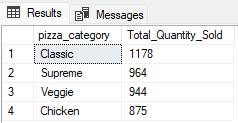 Results Messages
pizza_category Total_Quantity_Sold
1 Classic 1178
2 Supreme 964
3 Veggie 944
4 Chicken 875